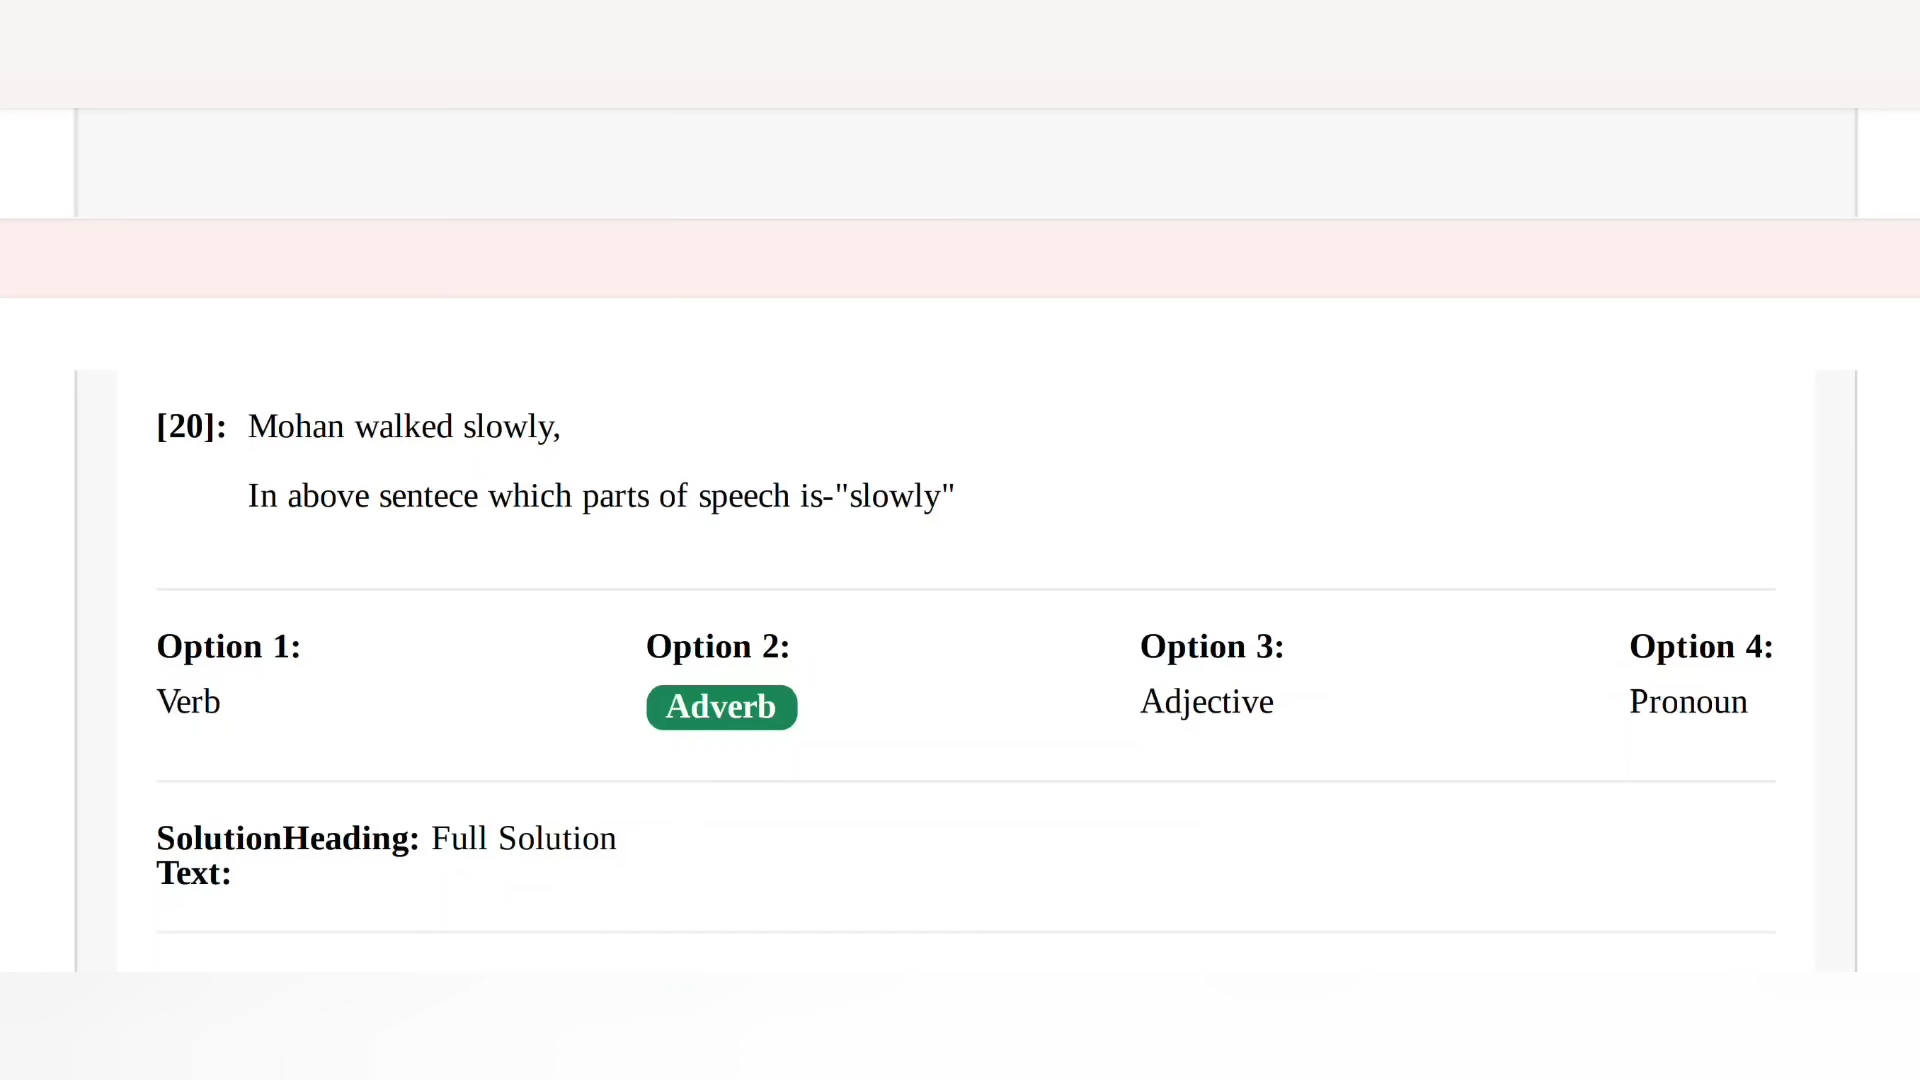 [20]: Mohan walked slowly,
In above sentece which parts of speech is-"slowly"
Option 1: Option 2: Option 3: Option 4:
Verb Adverb Adjective Pronoun
SolutionHeading: Full Solution
Text: